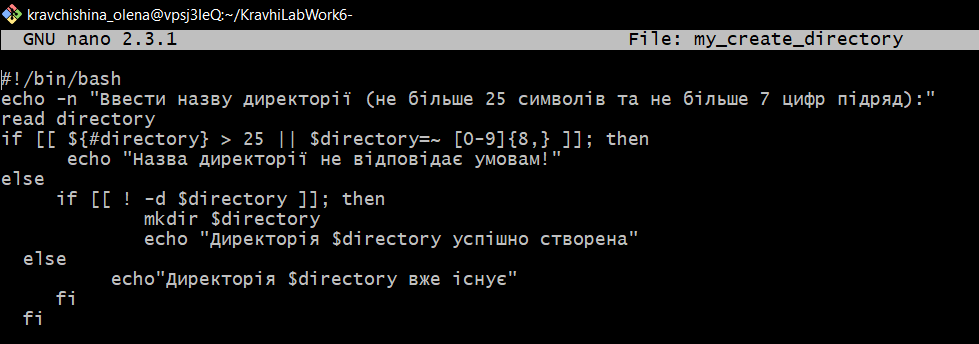 kravchishina_olena@vpsj3IeQ:~/KravhiLabWork6-
GNU nano 2.3.1 File: my_create_directory
#!/bin/bash
echo -n "Ввести назву директорії (не більше 25 символів та не більше 7 цифр підряд):"
read directory
if [[ ${#directory} > 25 || $directory=~ [0-9]{8,} ]]; then
echo "Назва директорії не відповідає умовам!"
else
if [[ ! -d $directory ]]; then
mkdir $directory
echo "Директорія $directory успішно створена"
else
echo"Директорія $directory вже існує"
fi
fi